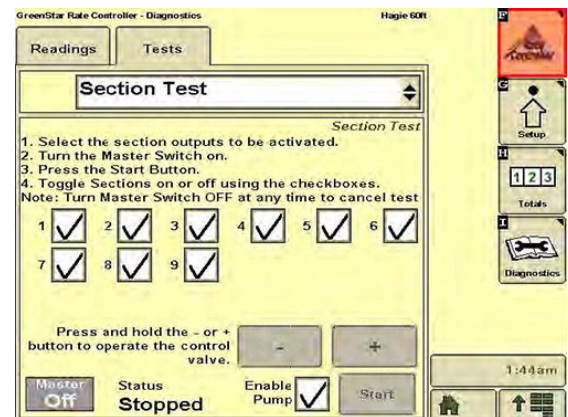 GreenStar Rate Controller - Diagnostics
Hagie 60ft
Readings
Tests
Section Test
Section Test
1. Select the section outputs to be activated.
2. Turn the Master Switch on.
3. Press the Start Button.
4. Toggle Sections on or off using the checkboxes.
Note: Turn Master Switch OFF at any time to cancel test
1 2 3 4 5 6
7 8 9
Press and hold the - or +
button to operate the control
valve.
- +
Master
Off
Status
Stopped
Enable
Pump
Start
F
G
Setup
H
1 2 3
Totals
I
Diagnostics
1:44am